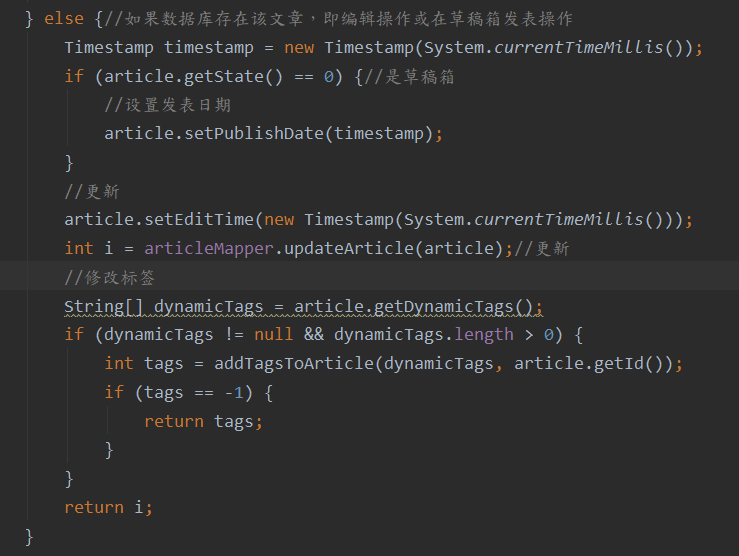 } else {//如果数据库存在该文章，即编辑操作或在草稿箱发表操作
Timestamp timestamp = new Timestamp(System.currentTimeMillis());
if (article.getState() == 0) {//是草稿箱
//设置发表日期
article.setPublishDate(timestamp);
}
//更新
article.setEditTime(new Timestamp(System.currentTimeMillis()));
int i = articleMapper.updateArticle(article);//更新
//修改标签
String[] dynamicTags = article.getDynamicTags();
if (dynamicTags != null && dynamicTags.length > 0) {
int tags = addTagsToArticle(dynamicTags, article.getId());
if (tags == -1) {
return tags;
}
}
return i;
}